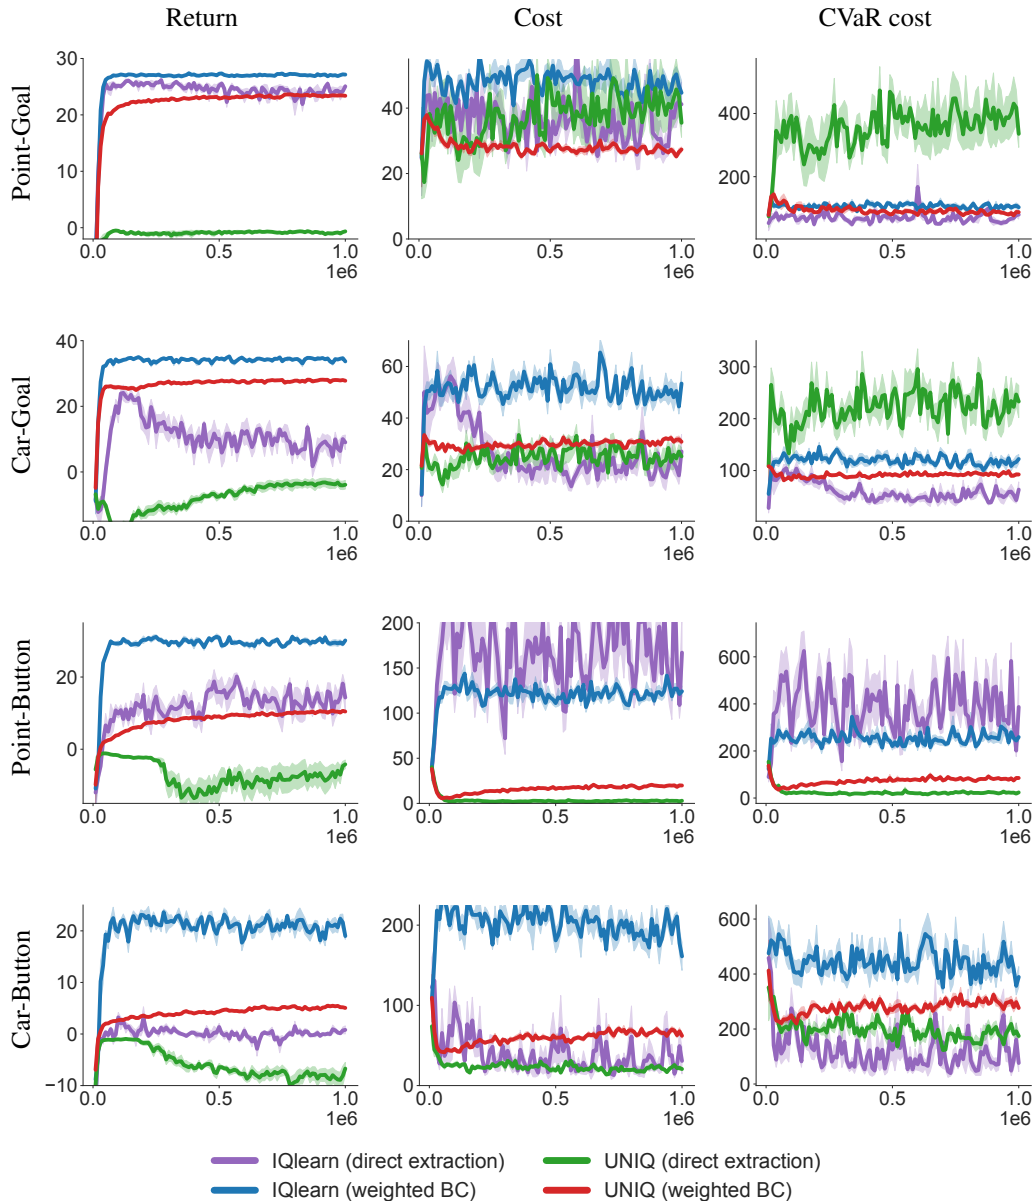 Return Cost CVaR cost
Point-Goal
30
20
10
0
0.0 0.5 1.0
1e6
40
20
0
0.0 0.5 1.0
1e6
400
200
0.0 0.5 1.0
1e6
Car-Goal
40
20
0
0.0 0.5 1.0
1e6
60
40
20
0
0.0 0.5 1.0
1e6
300
200
100
0.0 0.5 1.0
1e6
Point-Button
20
0
0.0 0.5 1.0
1e6
200
150
100
50
0
0.0 0.5 1.0
1e6
600
400
200
0
0.0 0.5 1.0
1e6
Car-Button
20
10
0
−10
0.0 0.5 1.0
1e6
200
100
0
0.0 0.5 1.0
1e6
600
400
200
0
0.0 0.5 1.0
1e6
IQlearn (direct extraction) UNIQ (direct extraction)
IQlearn (weighted BC) UNIQ (weighted BC)